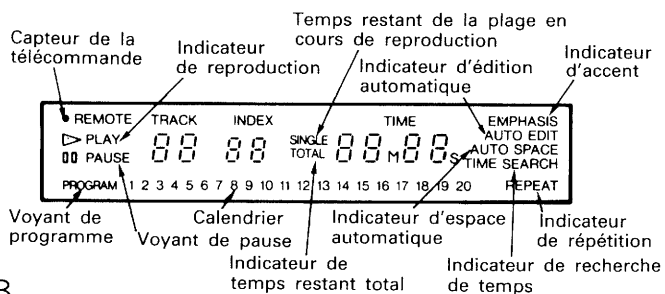 Temps restant de la plage en
cours de reproduction
Capteur de la
télécommande
Indicateur
de reproduction
Indicateur d'édition
automatique
Indicateur
d'accent
REMOTE TRACK INDEX TIME EMPHASIS
PLAY SINGLE AUTO EDIT
PAUSE 88 88 TOTAL 88 M 88 S AUTO SPACE
TIME SEARCH
PROGRAM 1 2 3 4 5 6 7 8 9 10 11 12 13 14 15 16 17 18 19 20 REPEAT
Voyant de
programme
Voyant de pause
Calendrier
Indicateur de
temps restant total
Indicateur d'espace
automatique
Indicateur de recherche
de temps
Indicateur
de répétition